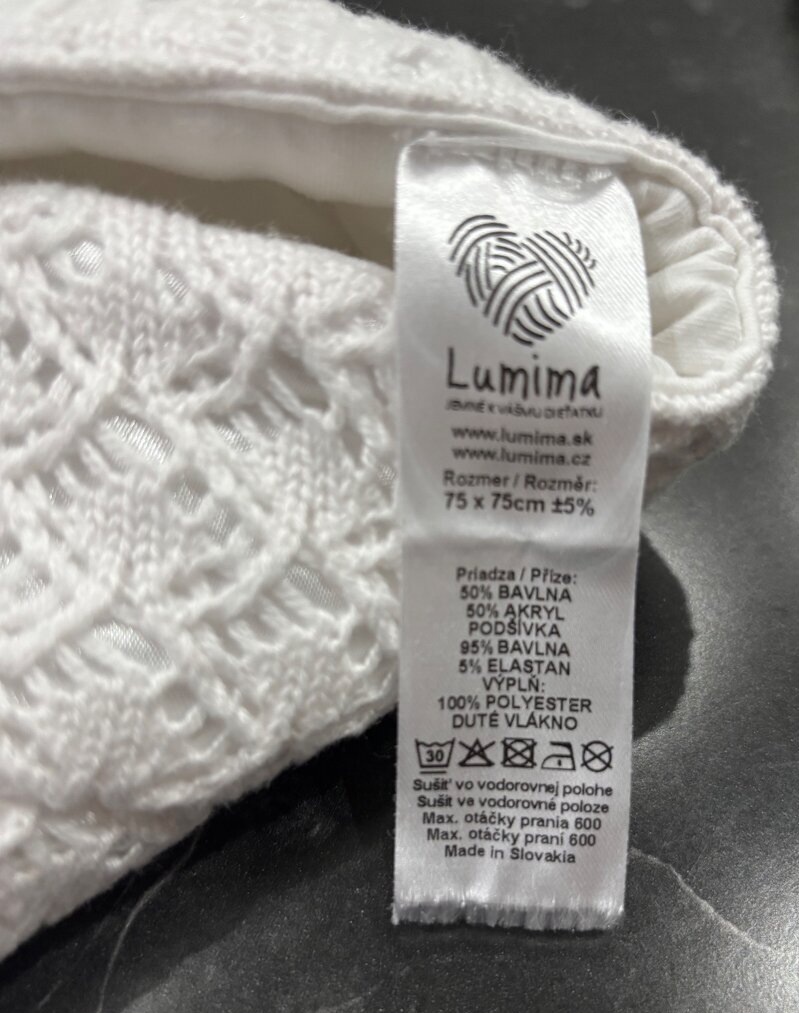 Lumima
JEMNÉ K VÁŠMU DIEŤATKU
www.lumima.sk
www.lumima.cz
Rozmer / Rozměr:
75 x 75cm ±5%
Priadza / Příze:
50% BAVLNA
50% AKRYL
PODŠÍVKA
95% BAVLNA
5% ELASTAN
VÝPLŇ:
100% POLYESTER
DUTÉ VLÁKNO
30
Sušiť vo vodorovnej polohe
Sušit ve vodorovné poloze
Max. otáčky prania 600
Max. otáčky praní 600
Made in Slovakia